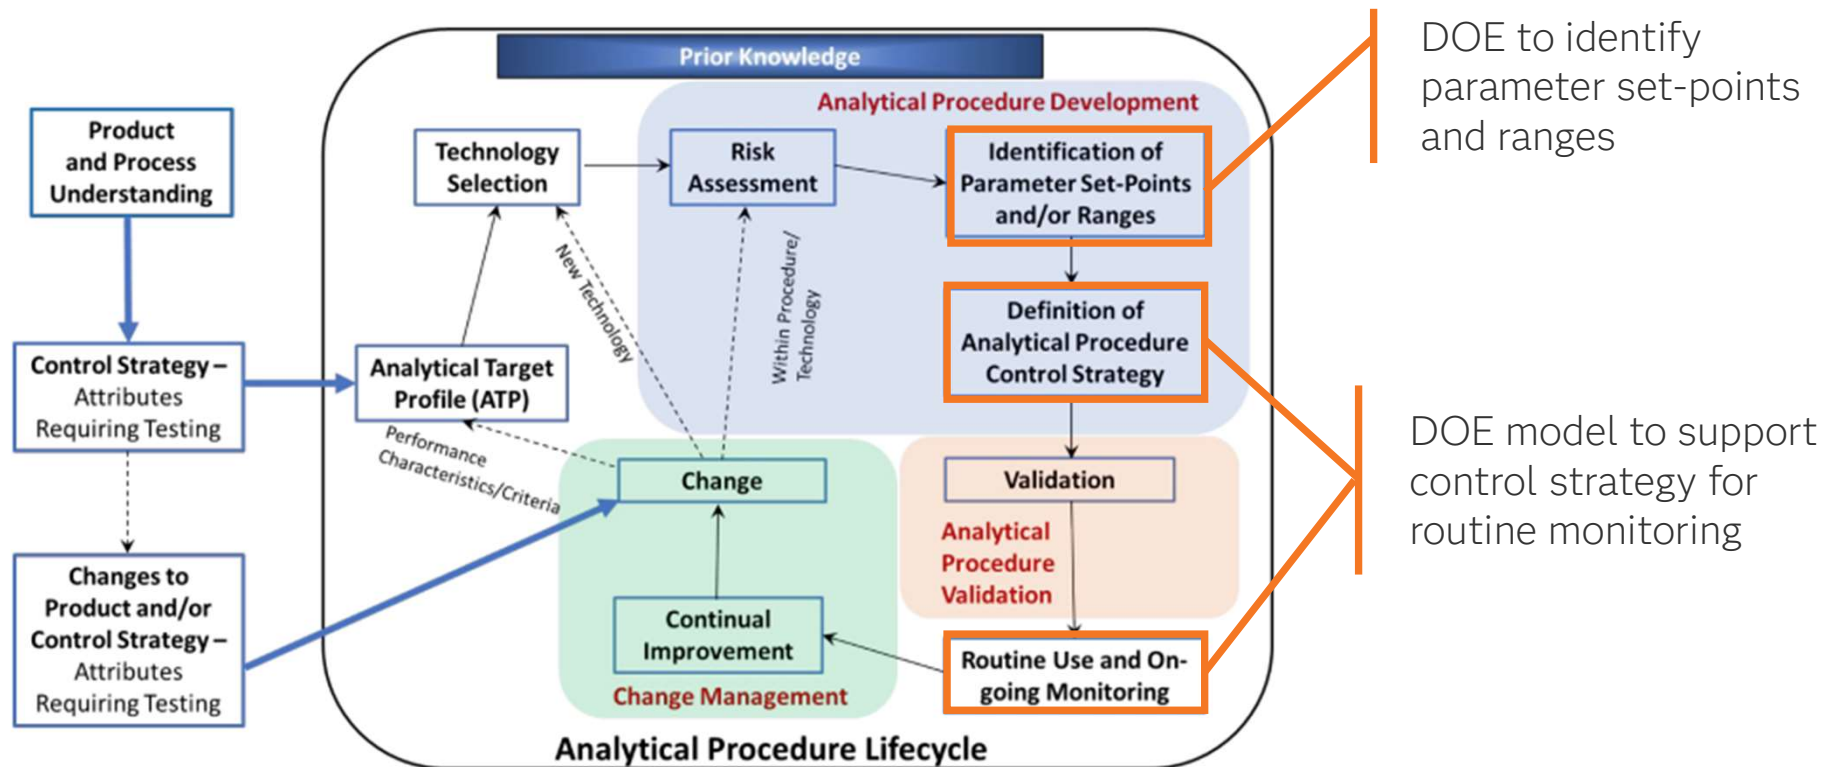 Prior Knowledge
Analytical Procedure Development
Product
and Process
Understanding
Technology
Selection
Risk
Assessment
Identification of
Parameter Set-Points
and/or Ranges
DOE to identify
parameter set-points
and ranges
New Technology
Within Procedure/
Technology
Control Strategy –
Attributes
Requiring Testing
Analytical Target
Profile (ATP)
Definition of
Analytical Procedure
Control Strategy
Performance
Characteristics/Criteria
Change
Validation
Analytical
Procedure
Validation
DOE model to support
control strategy for
routine monitoring
Changes to
Product and/or
Control Strategy –
Attributes
Requiring Testing
Continual
Improvement
Change Management
Routine Use and On-
going Monitoring
Analytical Procedure Lifecycle